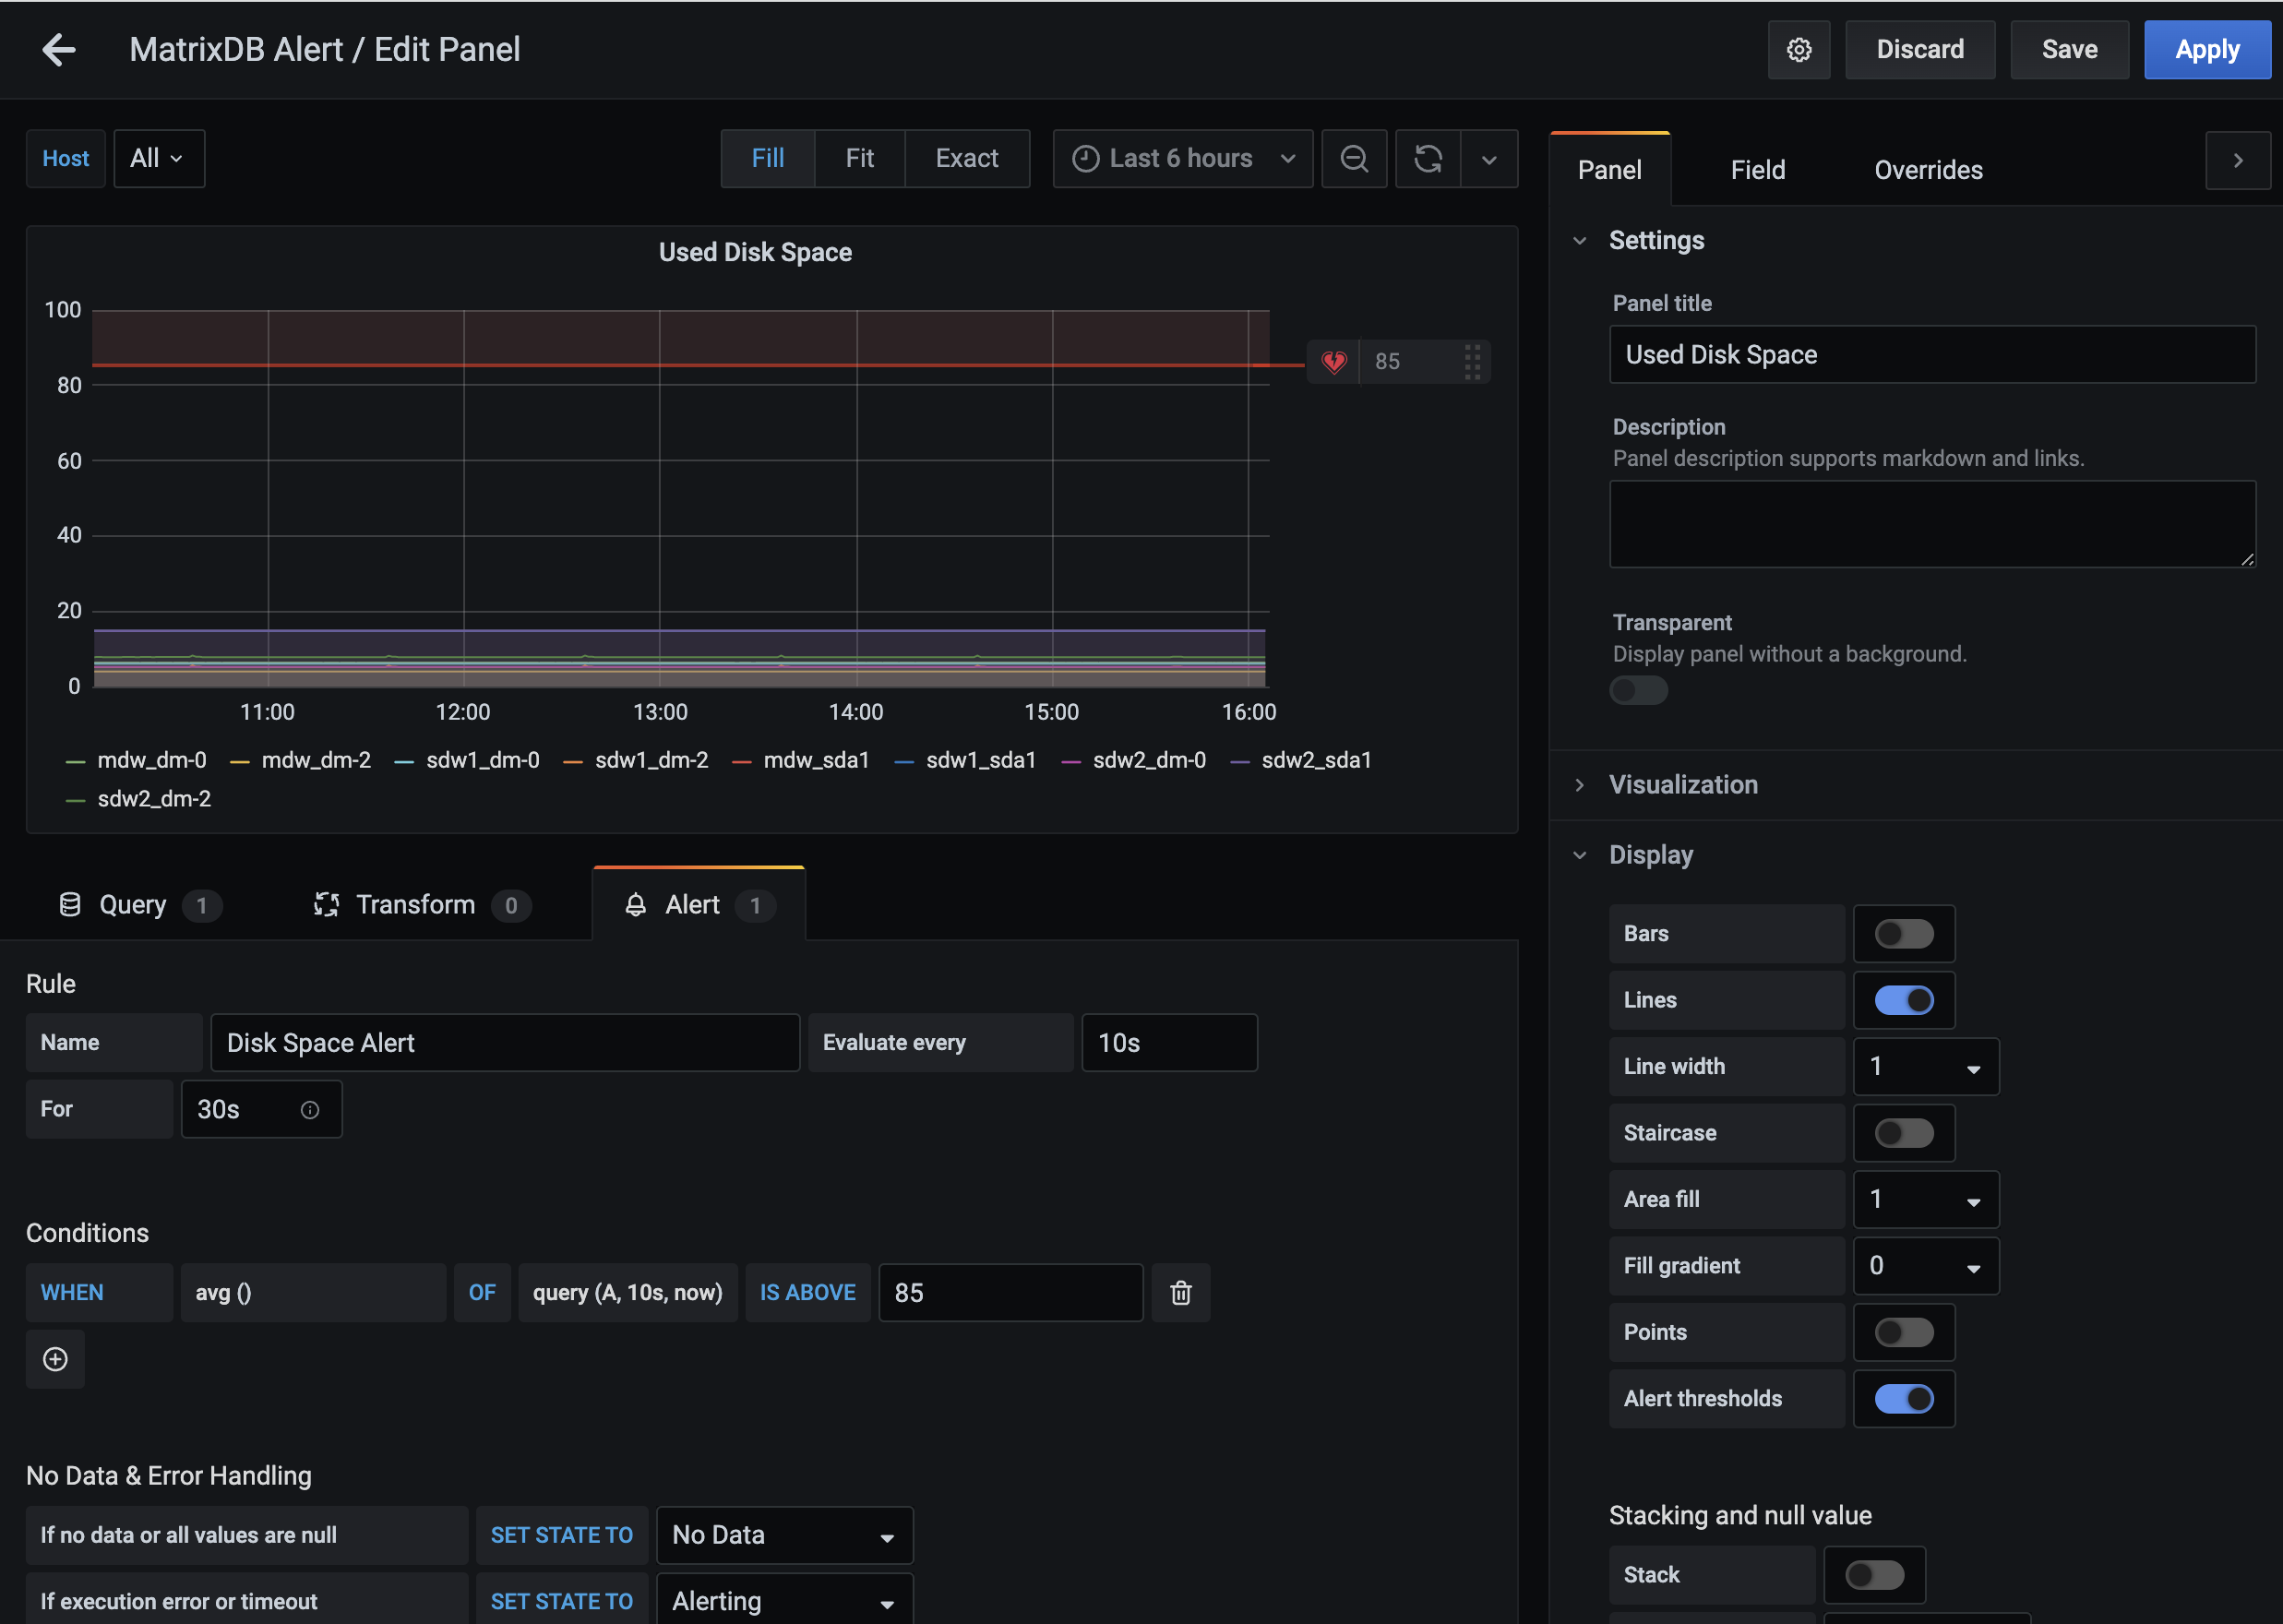 MatrixDB Alert / Edit Panel
Discard
Save
Apply
Host
All
Fill
Fit
Exact
Last 6 hours
Used Disk Space
100
80
60
40
20
0
85
11:00 12:00 13:00 14:00 15:00 16:00
mdw_dm-0 mdw_dm-2 sdw1_dm-0 sdw1_dm-2 mdw_sda1 sdw1_sda1 sdw2_dm-0 sdw2_sda1
sdw2_dm-2
Query 1
Transform 0
Alert 1
Rule
Name
Disk Space Alert
Evaluate every
10s
For
30s
Conditions
WHEN
avg ()
OF
query (A, 10s, now)
IS ABOVE
85
No Data & Error Handling
If no data or all values are null
SET STATE TO
No Data
If execution error or timeout
SET STATE TO
Alerting
Panel
Field
Overrides
Settings
Panel title
Used Disk Space
Description
Panel description supports markdown and links.
Transparent
Display panel without a background.
Visualization
Display
Bars
Lines
Line width
1
Staircase
Area fill
1
Fill gradient
0
Points
Alert thresholds
Stacking and null value
Stack